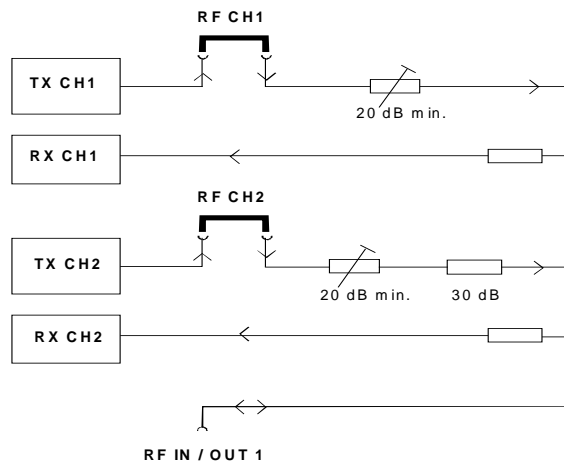 RF CH1
TX CH1
20 dB min.
RX CH1
RF CH2
TX CH2
20 dB min.
30 dB
RX CH2
RF IN / OUT 1